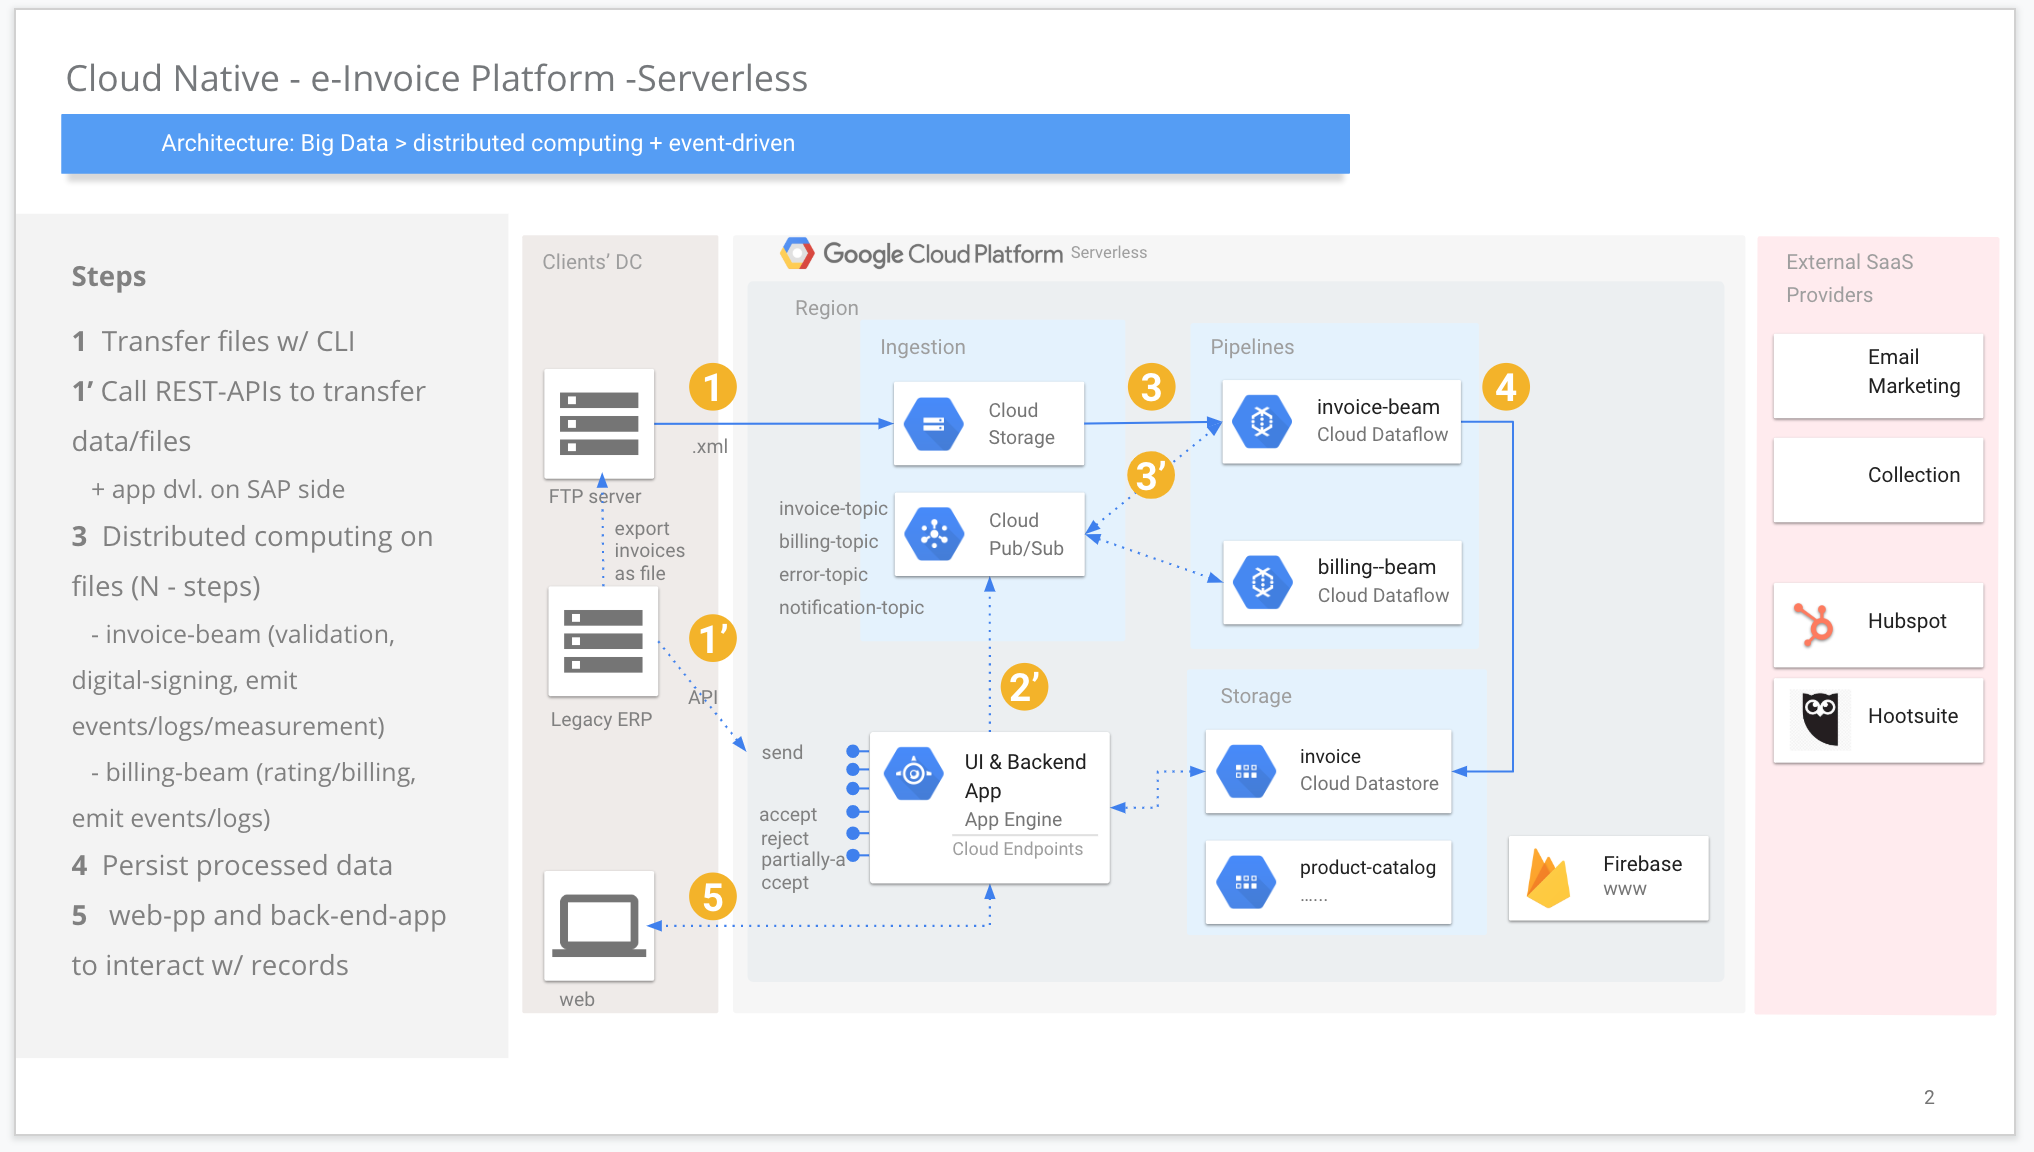 Cloud Native - e-Invoice Platform -Serverless
Architecture: Big Data > distributed computing + event-driven
Steps
1 Transfer files w/ CLI
1’ Call REST-APIs to transfer
data/files
+ app dvl. on SAP side
3 Distributed computing on
files (N - steps)
- invoice-beam (validation,
digital-signing, emit
events/logs/measurement)
- billing-beam (rating/billing,
emit events/logs)
4 Persist processed data
5 web-pp and back-end-app
to interact w/ records
Clients’ DC
1
.xml
FTP server
export
invoices
as file
1’
API
Legacy ERP
5
web
Google Cloud Platform Serverless
Region
Ingestion
Cloud
Storage
invoice-topic
billing-topic
error-topic
notification-topic
Cloud
Pub/Sub
3
3’
2’
Pipelines
invoice-beam
Cloud Dataflow
4
billing--beam
Cloud Dataflow
send
accept
reject
partially-a
ccept
UI & Backend
App
App Engine
Cloud Endpoints
Storage
invoice
Cloud Datastore
product-catalog
......
Firebase
www
External SaaS
Providers
Email
Marketing
Collection
Hubspot
Hootsuite
2